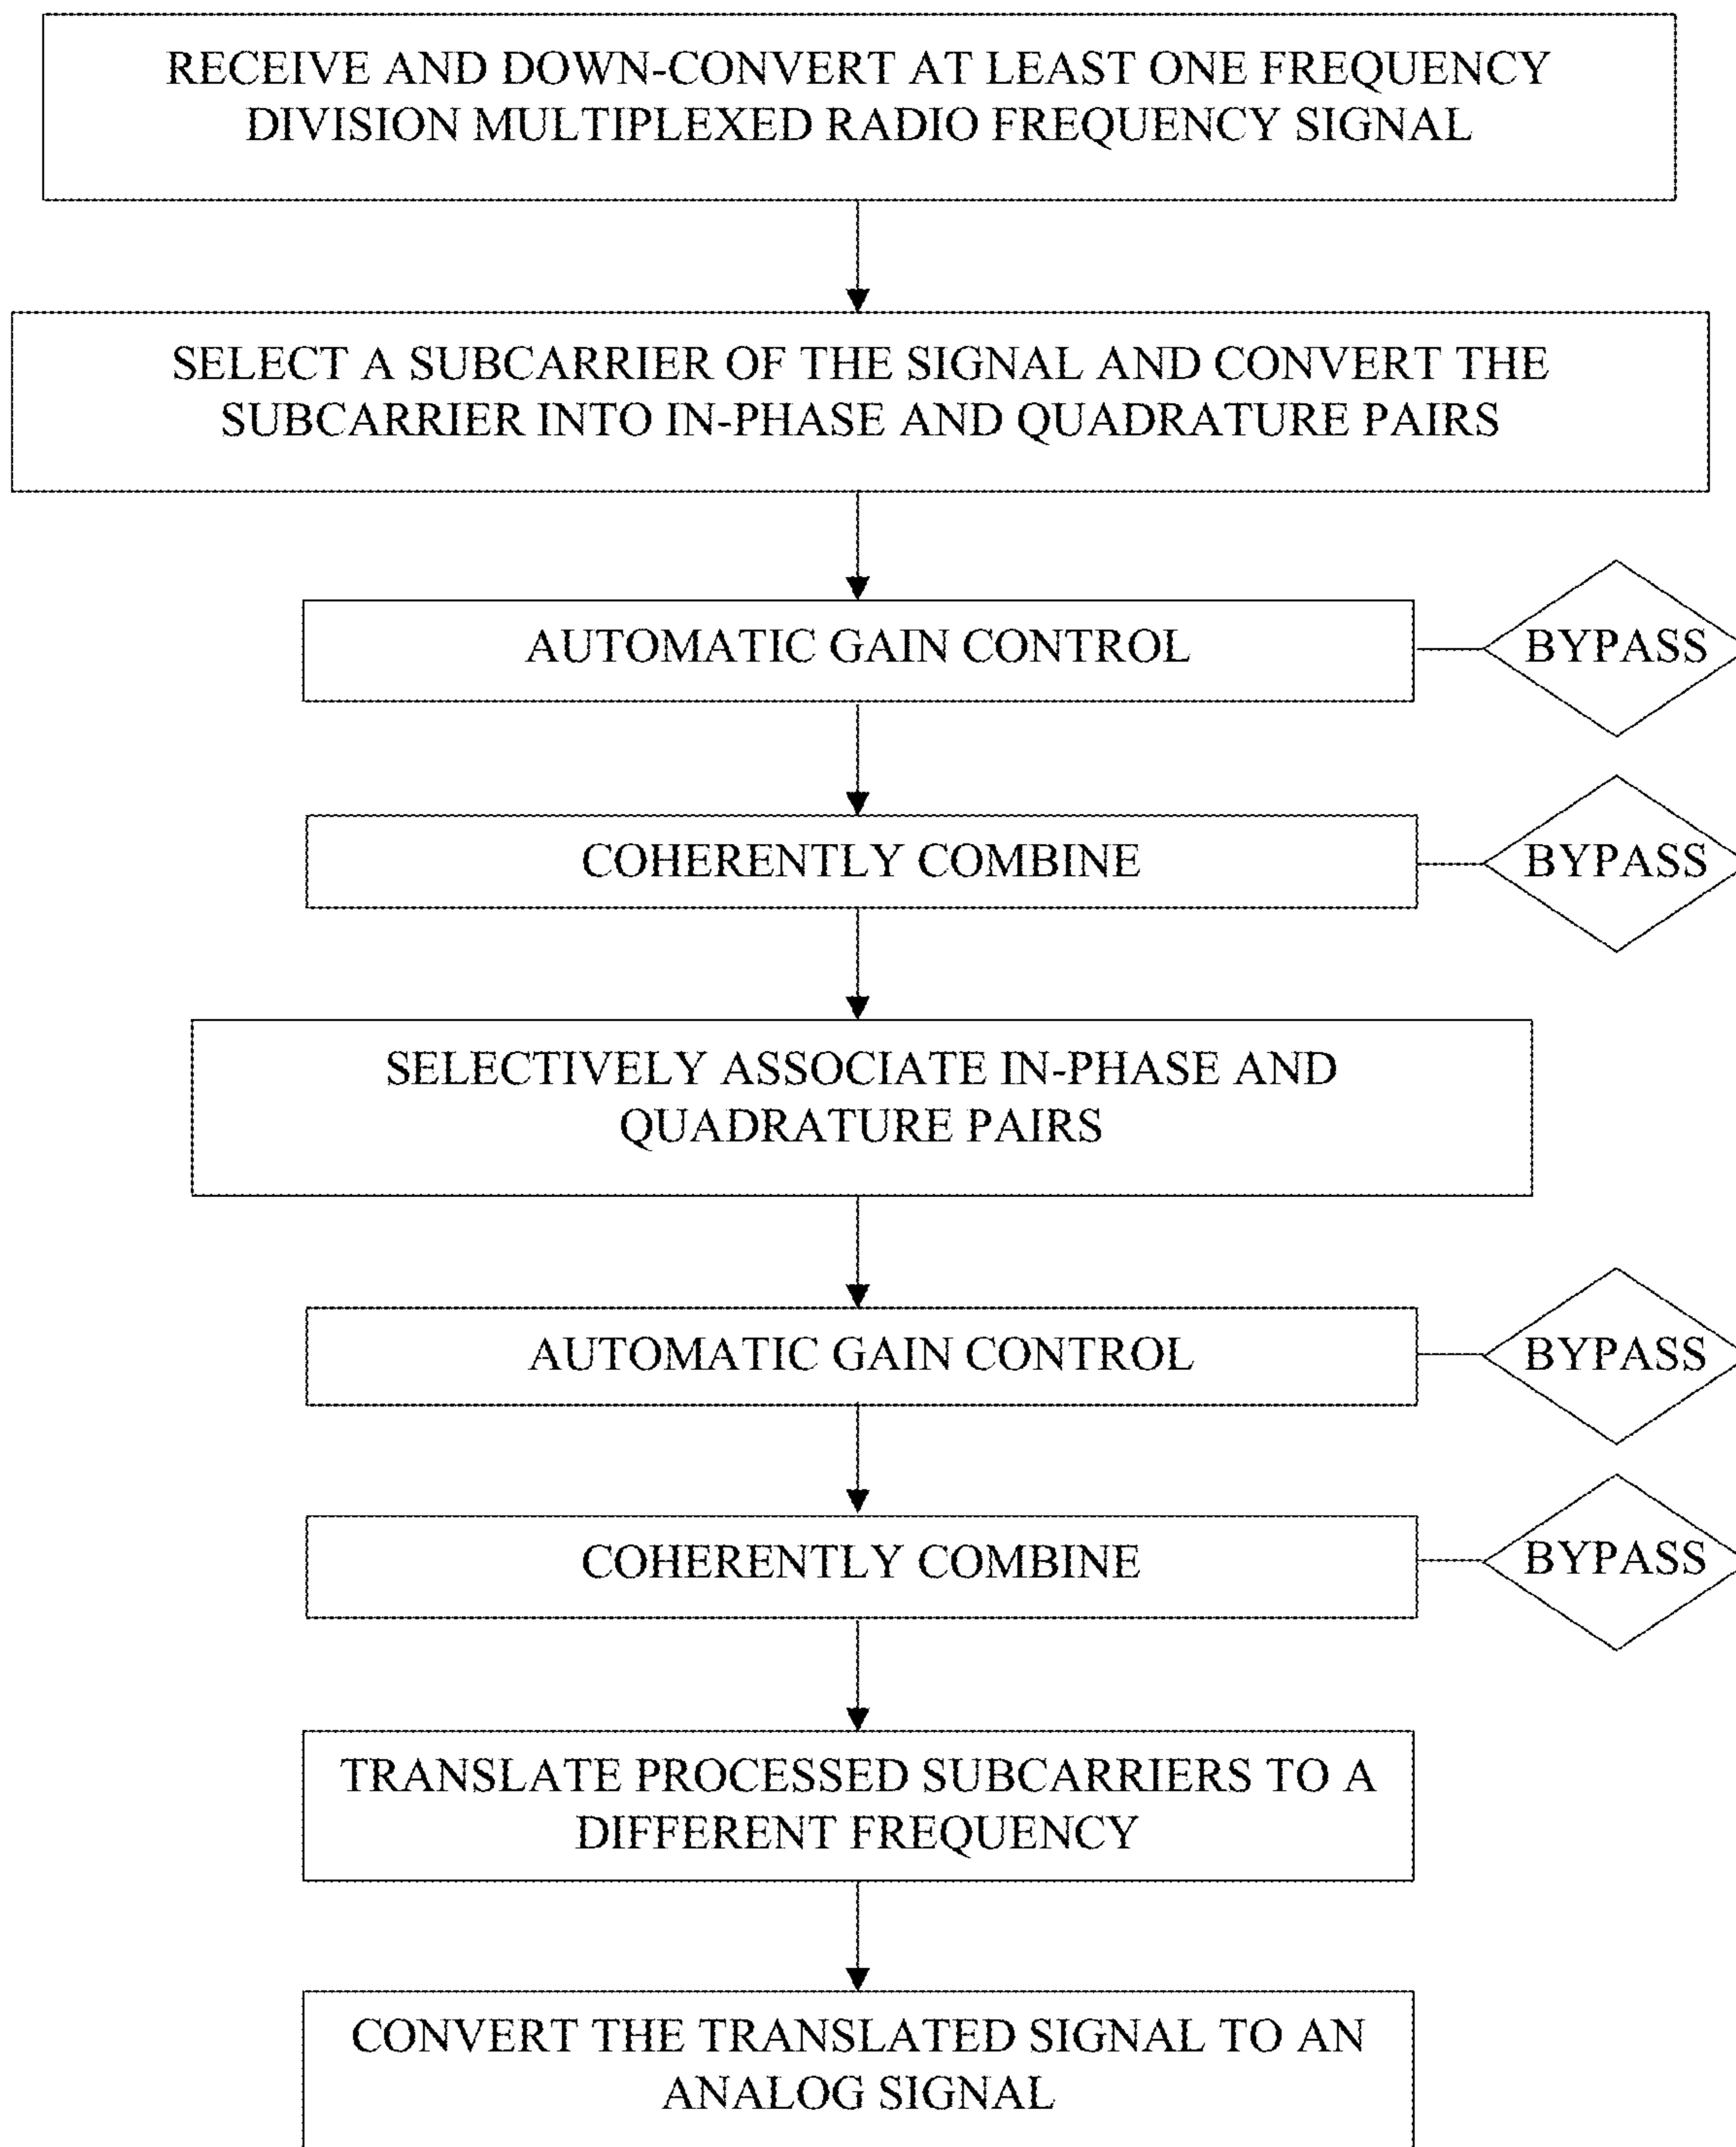 RECEIVE AND DOWN-CONVERT AT LEAST ONE FREQUENCY
DIVISION MULTIPLEXED RADIO FREQUENCY SIGNAL
SELECT A SUBCARRIER OF THE SIGNAL AND CONVERT THE
SUBCARRIER INTO IN-PHASE AND QUADRATURE PAIRS
AUTOMATIC GAIN CONTROL
BYPASS
COHERENTLY COMBINE
BYPASS
SELECTIVELY ASSOCIATE IN-PHASE AND
QUADRATURE PAIRS
AUTOMATIC GAIN CONTROL
BYPASS
COHERENTLY COMBINE
BYPASS
TRANSLATE PROCESSED SUBCARRIERS TO A
DIFFERENT FREQUENCY
CONVERT THE TRANSLATED SIGNAL TO AN
ANALOG SIGNAL